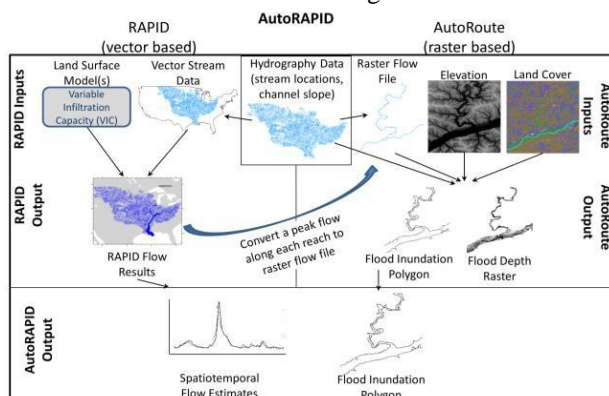 AutoRAPID
RAPID
(vector based)
AutoRoute
(raster based)
RAPID Inputs
Land Surface
Model(s)
Variable
Infiltration
Capacity (VIC)
Vector Stream
Data
Hydrography Data
(stream locations,
channel slope)
Raster Flow
File
Elevation
Land Cover
AutoRoute
Inputs
RAPID
Output
RAPID Flow
Results
Convert a peak flow
along each reach to
raster flow file
Flood Inundation
Polygon
Flood Depth
Raster
AutoRoute
Output
AutoRAPID
Output
Spatiotemporal
Flow Estimates
Flood Inundation
Polygon